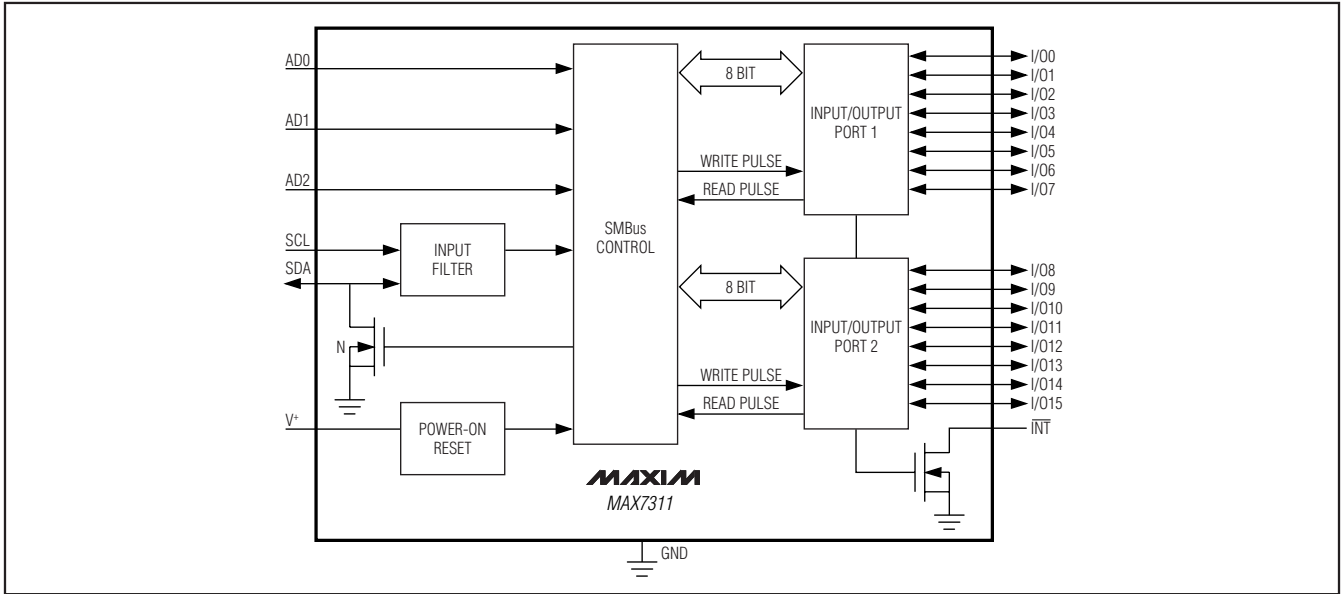 AD0
AD1
AD2
SCL
SDA
N
V+
INPUT
FILTER
POWER-ON
RESET
SMBus
CONTROL
8 BIT
WRITE PULSE
READ PULSE
8 BIT
WRITE PULSE
READ PULSE
INPUT/OUTPUT
PORT 1
INPUT/OUTPUT
PORT 2
I/O0
I/O1
I/O2
I/O3
I/O4
I/O5
I/O6
I/O7
I/O8
I/O9
I/O10
I/O11
I/O12
I/O13
I/O14
I/O15
INT
MAXIM
MAX7311
GND